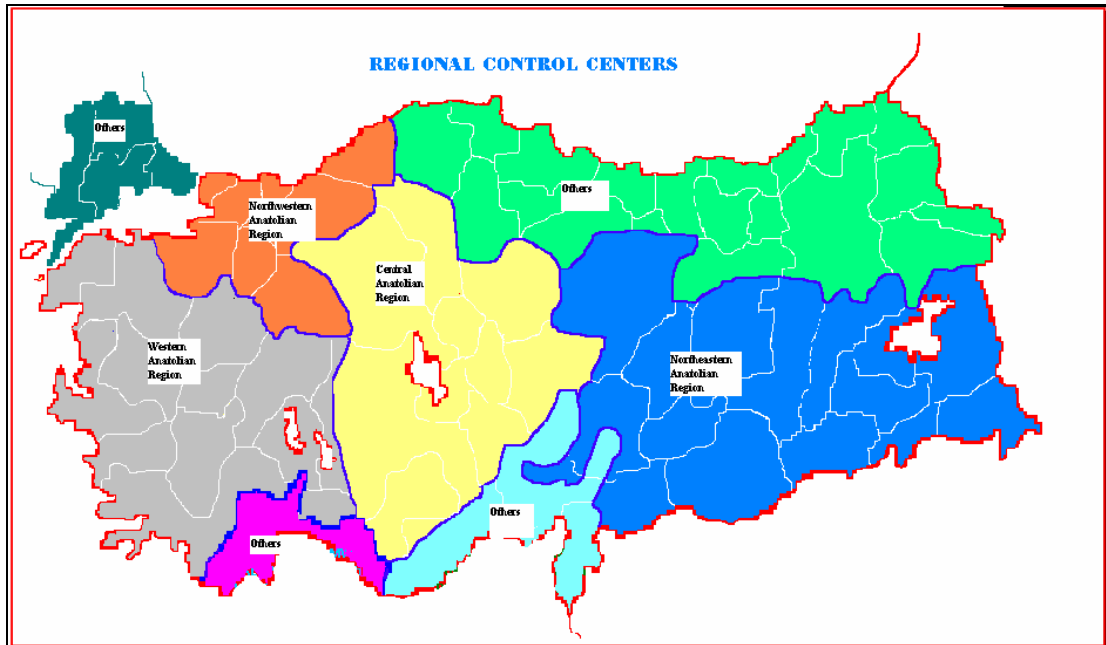 REGIONAL CONTROL CENTERS
Others
Others
Northwestern
Anatolian
Region
Central
Anatolian
Region
Western
Anatolian
Region
Northeastern
Anatolian
Region
Others
Others